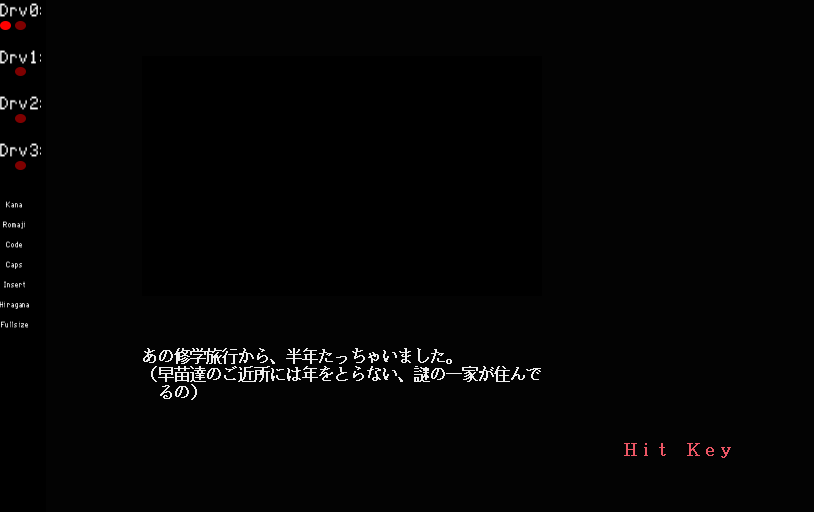 Drv0:
Drv1:
Drv2:
Drv3:
Kana
Romaji
Code
Caps
Insert
Hiragana
Fullsize
あの修学旅行から、半年たっちゃいました。
（早苗達のご近所には年をとらない、謎の一家が住んで
るの）
Ｈｉｔ　Ｋｅｙ